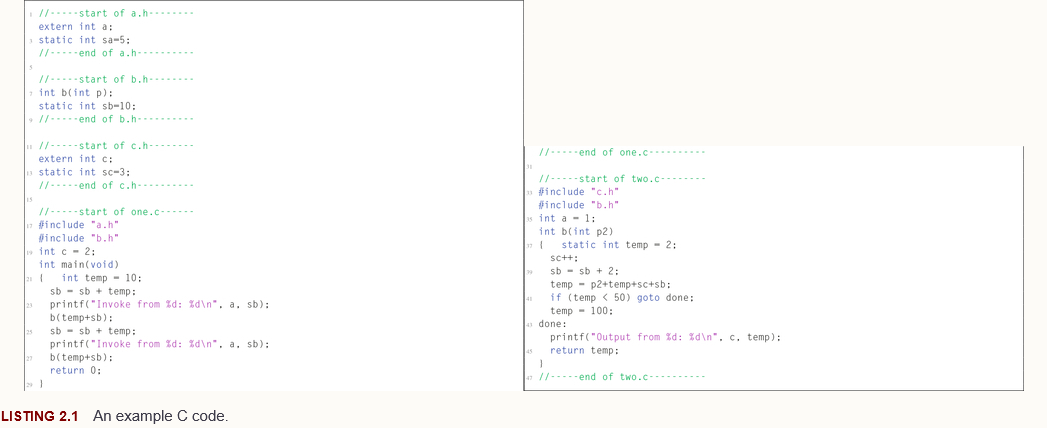 1 //-----start of a.h--------
extern int a;
3 static int sa=5;
//-----end of a.h----------
5
//-----start of b.h--------
7 int b(int p);
static int sb=10;
9 //-----end of b.h----------
11 //-----start of c.h--------
extern int c;
13 static int sc=3;
//-----end of c.h----------
15
//-----start of one.c------
17 #include "a.h"
#include "b.h"
19 int c = 2;
int main(void)
21 {   int temp = 10;
sb = sb + temp;
23 printf("Invoke from %d: %d\n", a, sb);
b(temp+sb);
25 sb = sb + temp;
printf("Invoke from %d: %d\n", a, sb);
27 b(temp+sb);
return 0;
29 }
//-----end of one.c----------
31
//-----start of two.c--------
33 #include "c.h"
#include "b.h"
35 int a = 1;
int b(int p2)
37 {   static int temp = 2;
sc++;
39 sb = sb + 2;
temp = p2+temp+sc+sb;
41 if (temp < 50) goto done;
temp = 100;
43 done:
printf("Output from %d: %d\n", c, temp);
45 return temp;
}
47 //-----end of two.c----------
LISTING 2.1 An example C code.